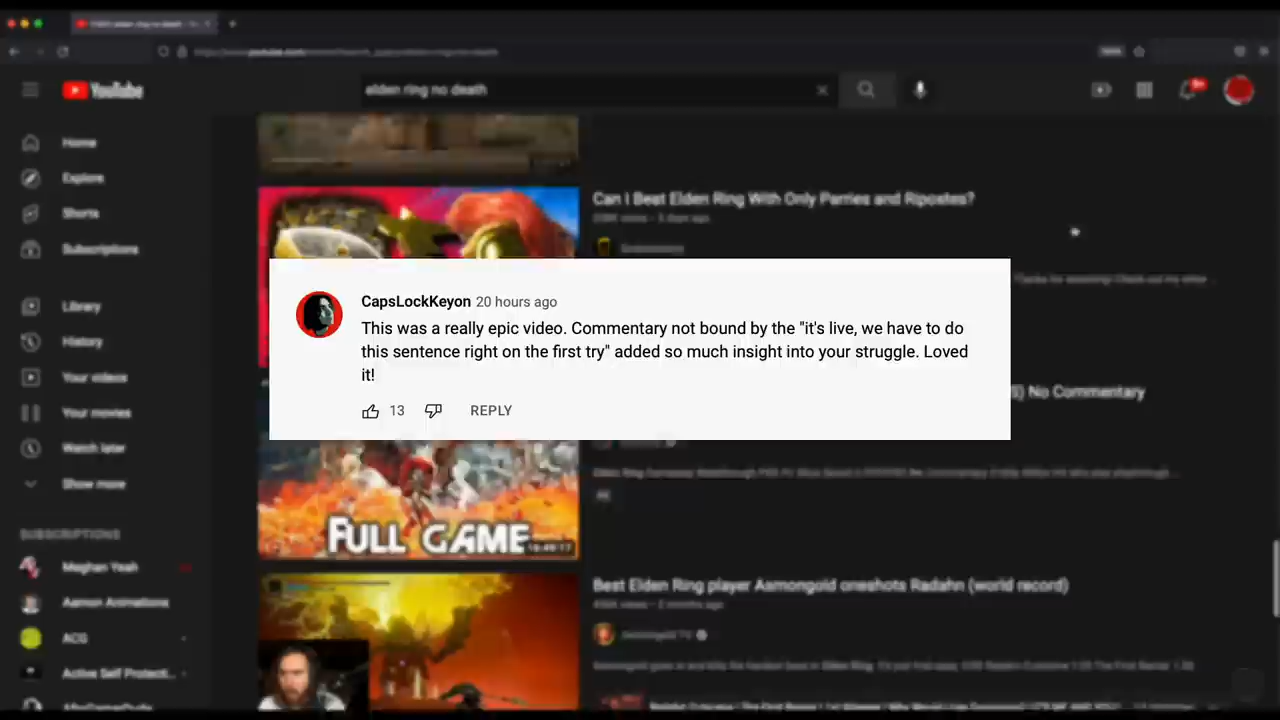 YouTube
elden ring no death
Home
Explore
Shorts
Subscriptions
Library
History
Your videos
Your movies
Watch later
Show more
SUBSCRIPTIONS
Meghan Yeah
Aamon Animations
ACG
Active Self Protecti...
Can I Beat Elden Ring With Only Parries and Ripostes?
CapsLockKeyon 20 hours ago
This was a really epic video. Commentary not bound by the "it's live, we have to do
this sentence right on the first try" added so much insight into your struggle. Loved
it!
13 REPLY
No Commentary
FULL GAME
Best Elden Ring player Asmongold oneshots Radahn (world record)